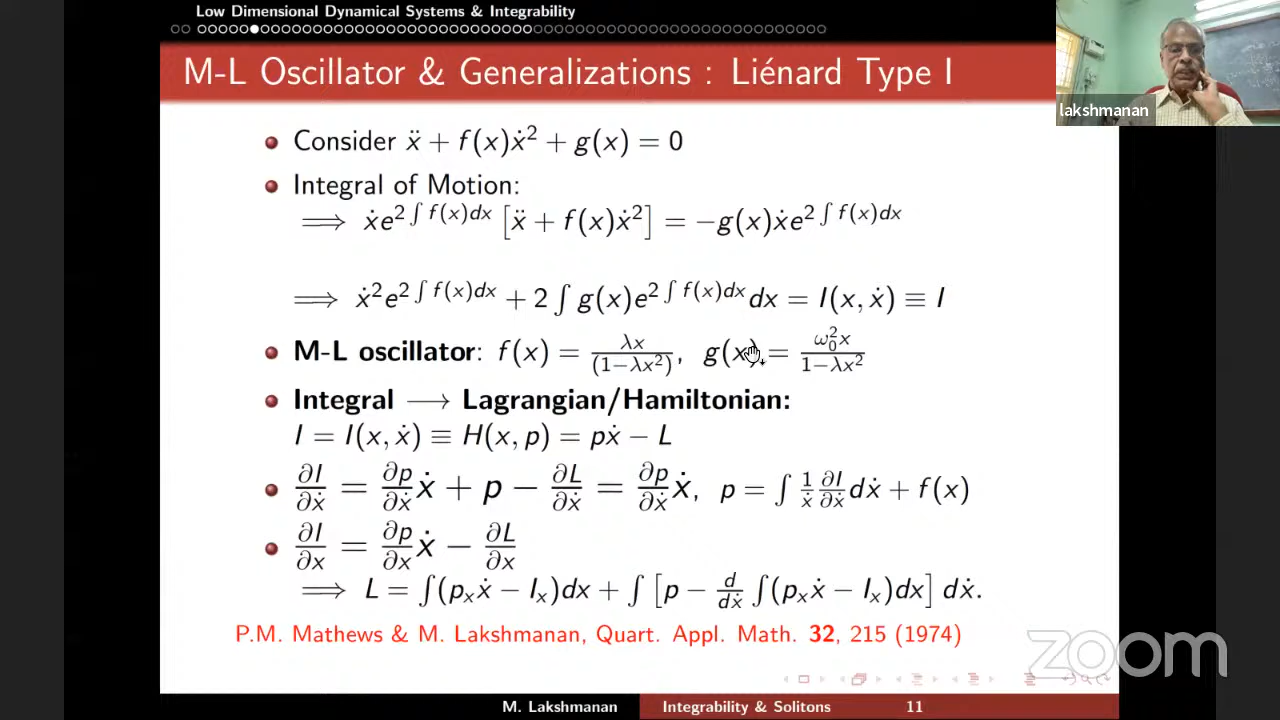 Low Dimensional Dynamical Systems & Integrability
M-L Oscillator & Generalizations : Liénard Type I
lakshmanan
Consider ẍ + f(x)ẋ² + g(x) = 0
Integral of Motion:
⟹ ẋe^{2 ∫ f(x)dx} [ẍ + f(x)ẋ²] = −g(x)ẋe^{2 ∫ f(x)dx}
⟹ ẋ²e^{2 ∫ f(x)dx} + 2 ∫ g(x)e^{2 ∫ f(x)dx}dx = I(x, ẋ) ≡ I
M-L oscillator: f(x) = λx/(1−λx²), g(x) = ω₀²x/1−λx²
Integral ⟶ Lagrangian/Hamiltonian:
I = I(x, ẋ) ≡ H(x, p) = pẋ − L
∂I/∂ẋ = ∂p/∂ẋ ẋ + p − ∂L/∂ẋ = ∂p/∂ẋ ẋ, p = ∫ 1/ẋ ∂I/∂ẋ dẋ + f(x)
∂I/∂x = ∂p/∂x ẋ − ∂L/∂x
⟹ L = ∫(pₓẋ − Iₓ)dx + ∫ [p − d/dẋ ∫(pₓẋ − Iₓ)dx] dẋ.
P.M. Mathews & M. Lakshmanan, Quart. Appl. Math. 32, 215 (1974)
zoom
M. Lakshmanan Integrability & Solitons 11